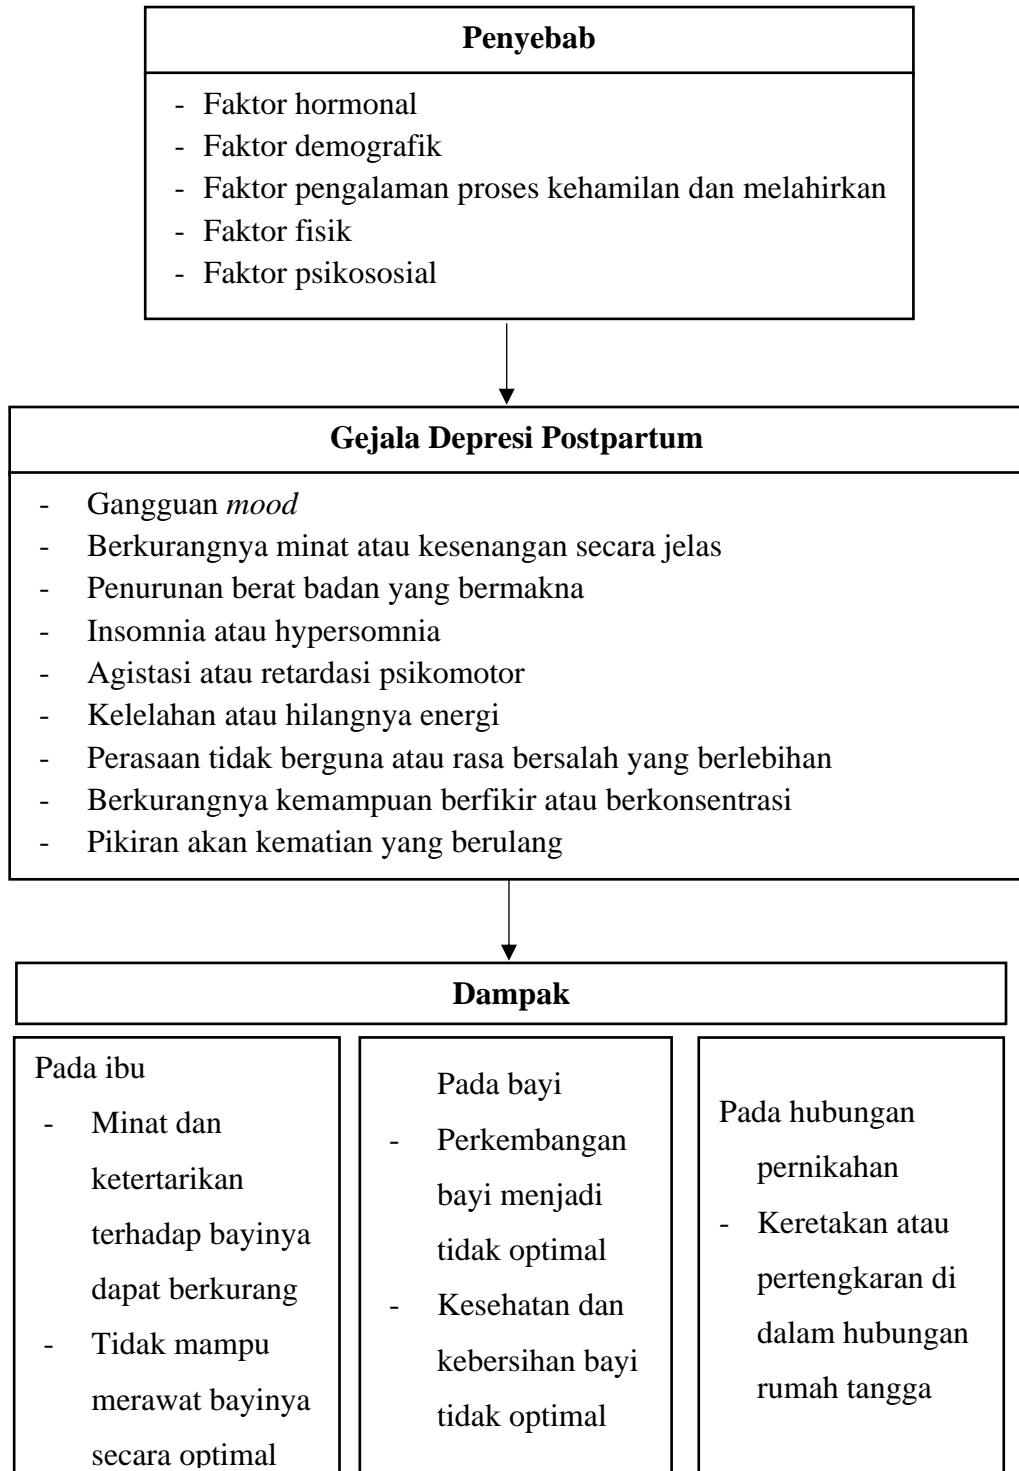 Penyebab
- Faktor hormonal
- Faktor demografik
- Faktor pengalaman proses kehamilan dan melahirkan
- Faktor fisik
- Faktor psikososial
Gejala Depresi Postpartum
- Gangguan mood
- Berkurangnya minat atau kesenangan secara jelas
- Penurunan berat badan yang bermakna
- Insomnia atau hypersomnia
- Agistasi atau retardasi psikomotor
- Kelelahan atau hilangnya energi
- Perasaan tidak berguna atau rasa bersalah yang berlebihan
- Berkurangnya kemampuan berfikir atau berkonsentrasi
- Pikiran akan kematian yang berulang
Dampak
Pada ibu
- Minat dan
ketertarikan
terhadap bayinya
dapat berkurang
- Tidak mampu
merawat bayinya
secara optimal
Pada bayi
- Perkembangan
bayi menjadi
tidak optimal
- Kesehatan dan
kebersihan bayi
tidak optimal
Pada hubungan
pernikahan
- Keretakan atau
pertengkaran di
dalam hubungan
rumah tangga